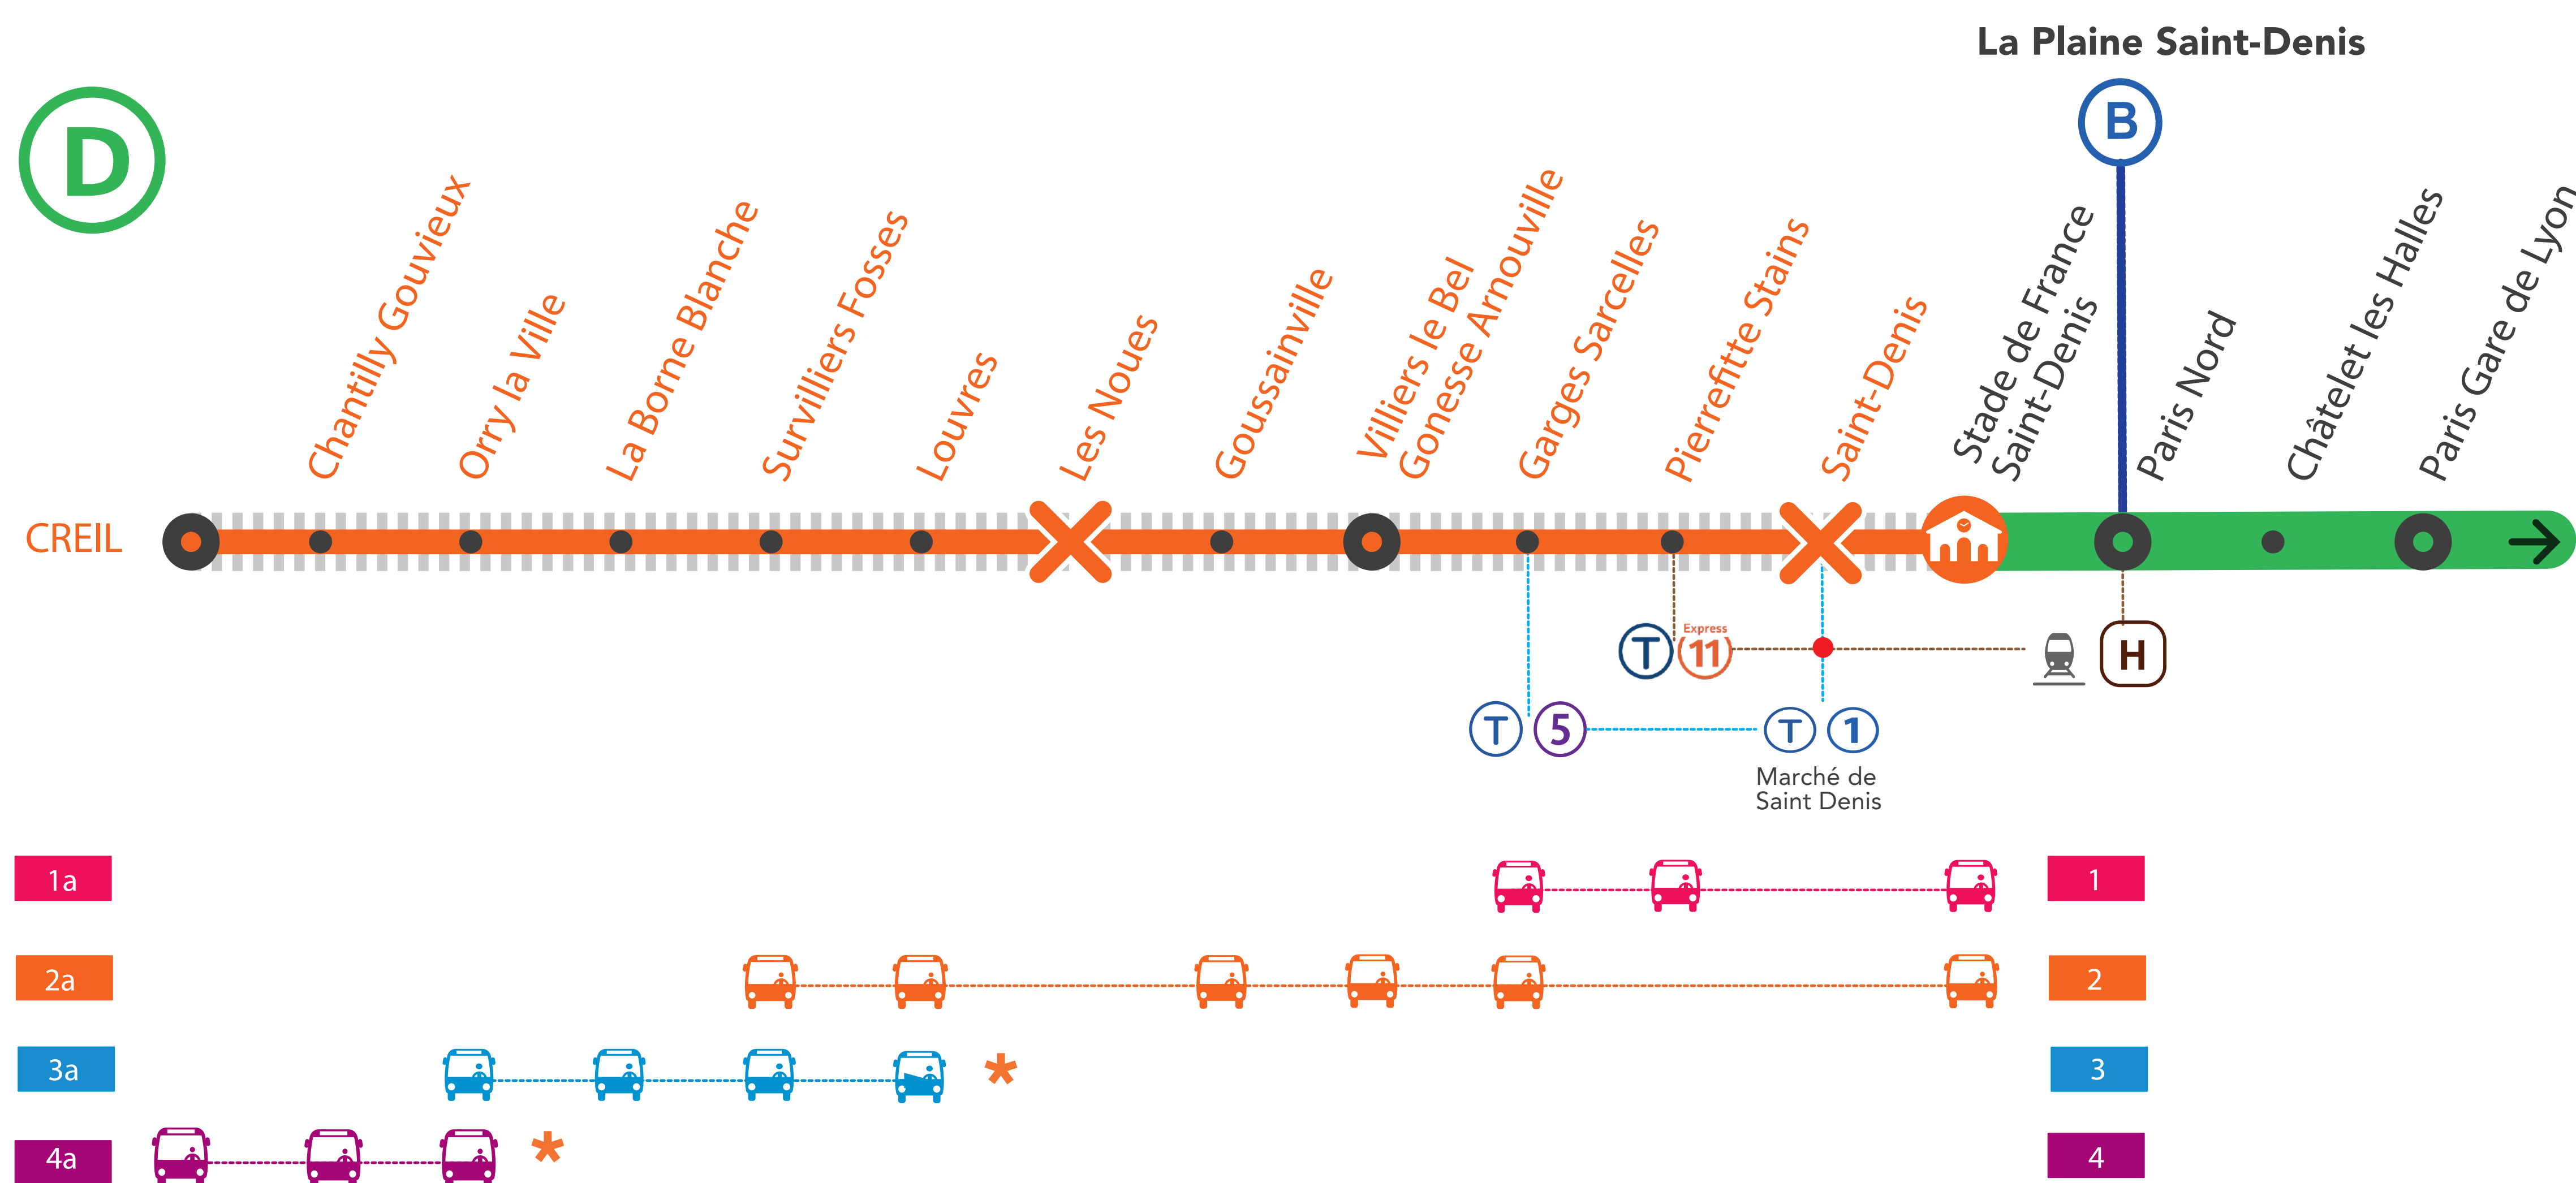 La Plaine Saint-Denis
D
B
CREIL
Chantilly Gouvieux
Orry la Ville
La Borne Blanche
Survilliers Fosses
Louvres
Les Noues
Goussainville
Villiers le Bel
Gonesse Arnouville
Garges Sarcelles
Pierrefitte Stains
Saint-Denis
Stade de France
Saint-Denis
Paris Nord
Châtelet les Halles
Paris Gare de Lyon
T
Express
11
H
T
5
T
1
Marché de
Saint Denis
1a
1
2a
2
3a
*
3
4a
*
4